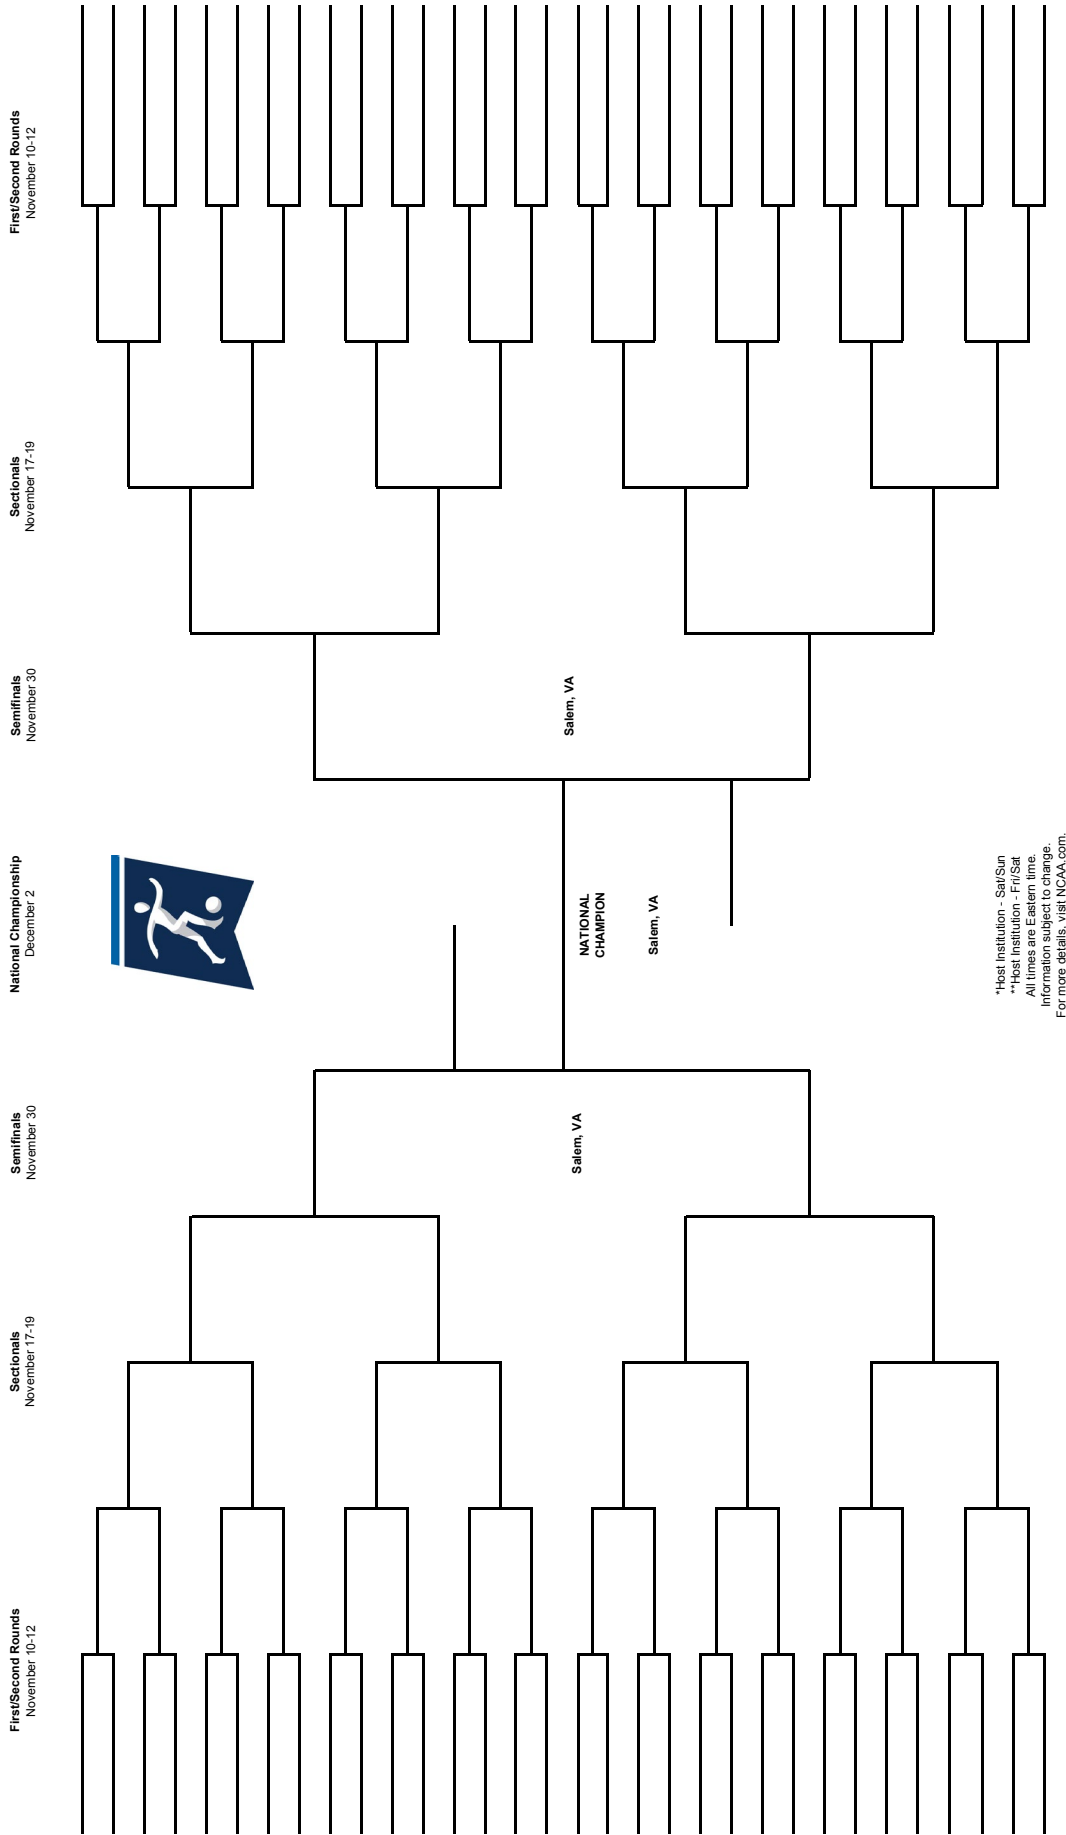 First/Second Rounds
November 10-12
Sectionals
November 17-19
Semifinals
November 30
National Championship
December 2
Semifinals
November 30
Sectionals
November 17-19
First/Second Rounds
November 10-12
Salem, VA
NATIONAL
CHAMPION
Salem, VA
Salem, VA
*Host Institution - Sat/Sun
**Host Institution - Fri/Sat
All times are Eastern time.
Information subject to change.
For more details, visit NCAA.com.